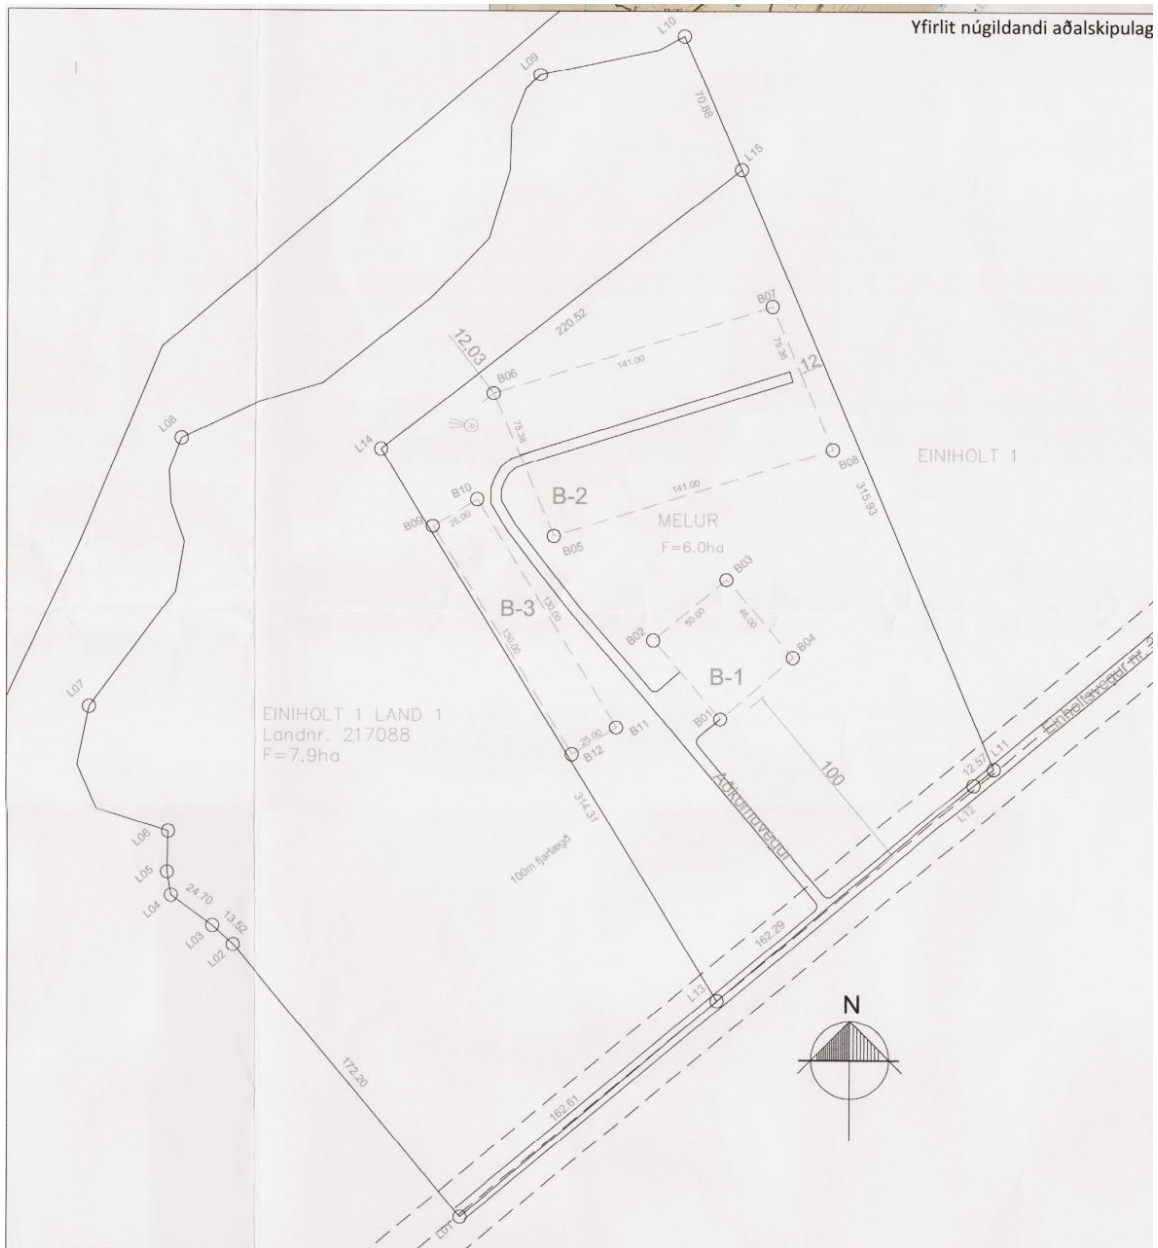 Yfirlit núgildandi aðalskipulag
L10
L09
70.88
L15
B07
220.52
12,03
141.00
75.36
12
B06
L08
75.36
L14
B08
EINIHOLT 1
B10
B-2
141.00
315.93
B09
25.00
MELUR
B05
F=6.0ha
B03
B-3
130.00
50.00
46.00
130.00
B02
B04
B-1
L07
EINIHOLT 1 LAND 1
Landnr. 217088
F=7.9ha
B01
B11
25.00
B12
Einholtsvegur nr.
L11
12.57
100
L12
314.31
Aðkomuvegur
L06
L05
100m fjarlægð
24.70
L04
13.52
L03
L02
162.29
L13
N
172.20
162.61
L01